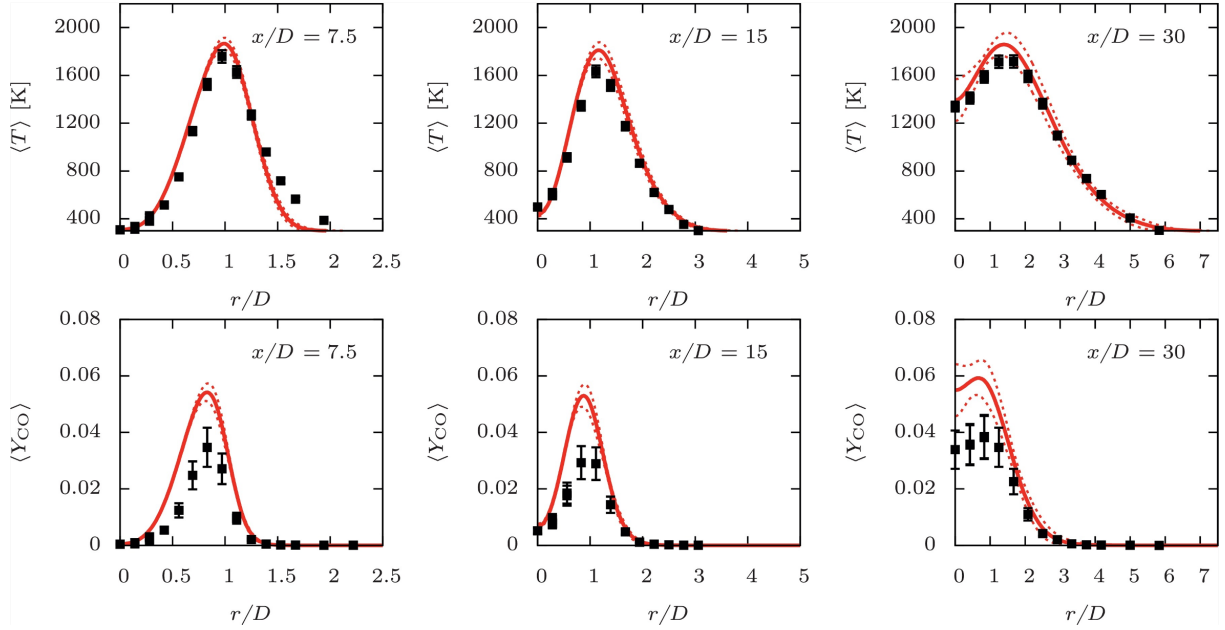 2000
1600
1200
800
400
⟨T⟩ [K]
x/D = 7.5
0 0.5 1 1.5 2 2.5
r/D
2000
1600
1200
800
400
⟨T⟩ [K]
x/D = 15
0 1 2 3 4 5
r/D
2000
1600
1200
800
400
⟨T⟩ [K]
x/D = 30
0 1 2 3 4 5 6 7
r/D
0.08
0.06
0.04
0.02
0
⟨Y_CO⟩
x/D = 7.5
0 0.5 1 1.5 2 2.5
r/D
0.08
0.06
0.04
0.02
0
⟨Y_CO⟩
x/D = 15
0 1 2 3 4 5
r/D
0.08
0.06
0.04
0.02
0
⟨Y_CO⟩
x/D = 30
0 1 2 3 4 5 6 7
r/D